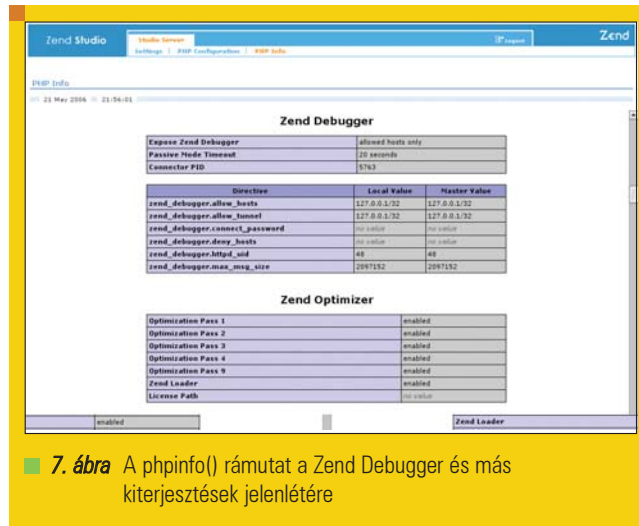 Zend Studio
Studio Server
Logout
Zend
Settings | PHP Configuration | PHP Info
PHP Info
21 May 2006 21:56:01
Zend Debugger
Expose Zend Debugger allowed hosts only
Passive Mode Timeout 20 seconds
Connector PID 5763
Directive Local Value Master Value
zend_debugger.allow_hosts 127.0.0.1/32 127.0.0.1/32
zend_debugger.allow_tunnel 127.0.0.1/32 127.0.0.1/32
zend_debugger.connect_password no value no value
zend_debugger.deny_hosts no value no value
zend_debugger.httpd_uid 48 48
zend_debugger.max_msg_size 2097152 2097152
Zend Optimizer
Optimization Pass 1 enabled
Optimization Pass 2 enabled
Optimization Pass 3 enabled
Optimization Pass 4 enabled
Optimization Pass 9 enabled
Zend Loader enabled
License Path no value
enabled Zend Loader
7. ábra A phpinfo() rámutat a Zend Debugger és más
kiterjesztések jelenlétére